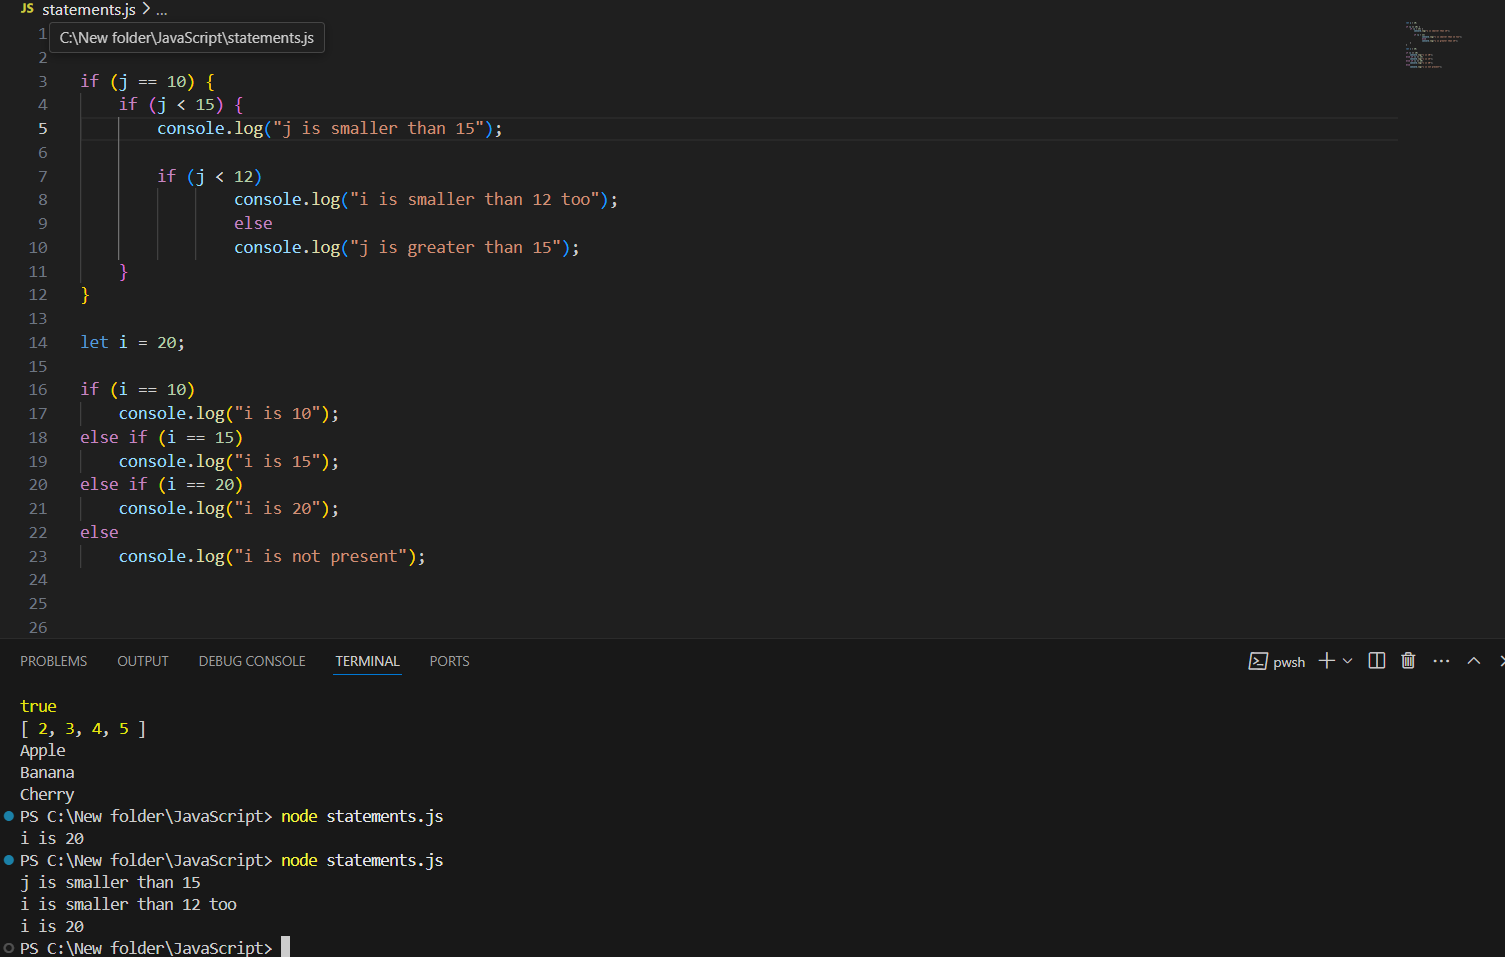 JS statements.js > ...
1
C:\New folder\JavaScript\statements.js
2
3 if (j == 10) {
4 if (j < 15) {
5 console.log("j is smaller than 15");
6
7 if (j < 12)
8 console.log("i is smaller than 12 too");
9 else
10 console.log("j is greater than 15");
11 }
12 }
13
14 let i = 20;
15
16 if (i == 10)
17 console.log("i is 10");
18 else if (i == 15)
19 console.log("i is 15");
20 else if (i == 20)
21 console.log("i is 20");
22 else
23 console.log("i is not present");
24
25
26
PROBLEMS OUTPUT DEBUG CONSOLE TERMINAL PORTS pwsh
true
[ 2, 3, 4, 5 ]
Apple
Banana
Cherry
PS C:\New folder\JavaScript> node statements.js
i is 20
PS C:\New folder\JavaScript> node statements.js
j is smaller than 15
i is smaller than 12 too
i is 20
PS C:\New folder\JavaScript>